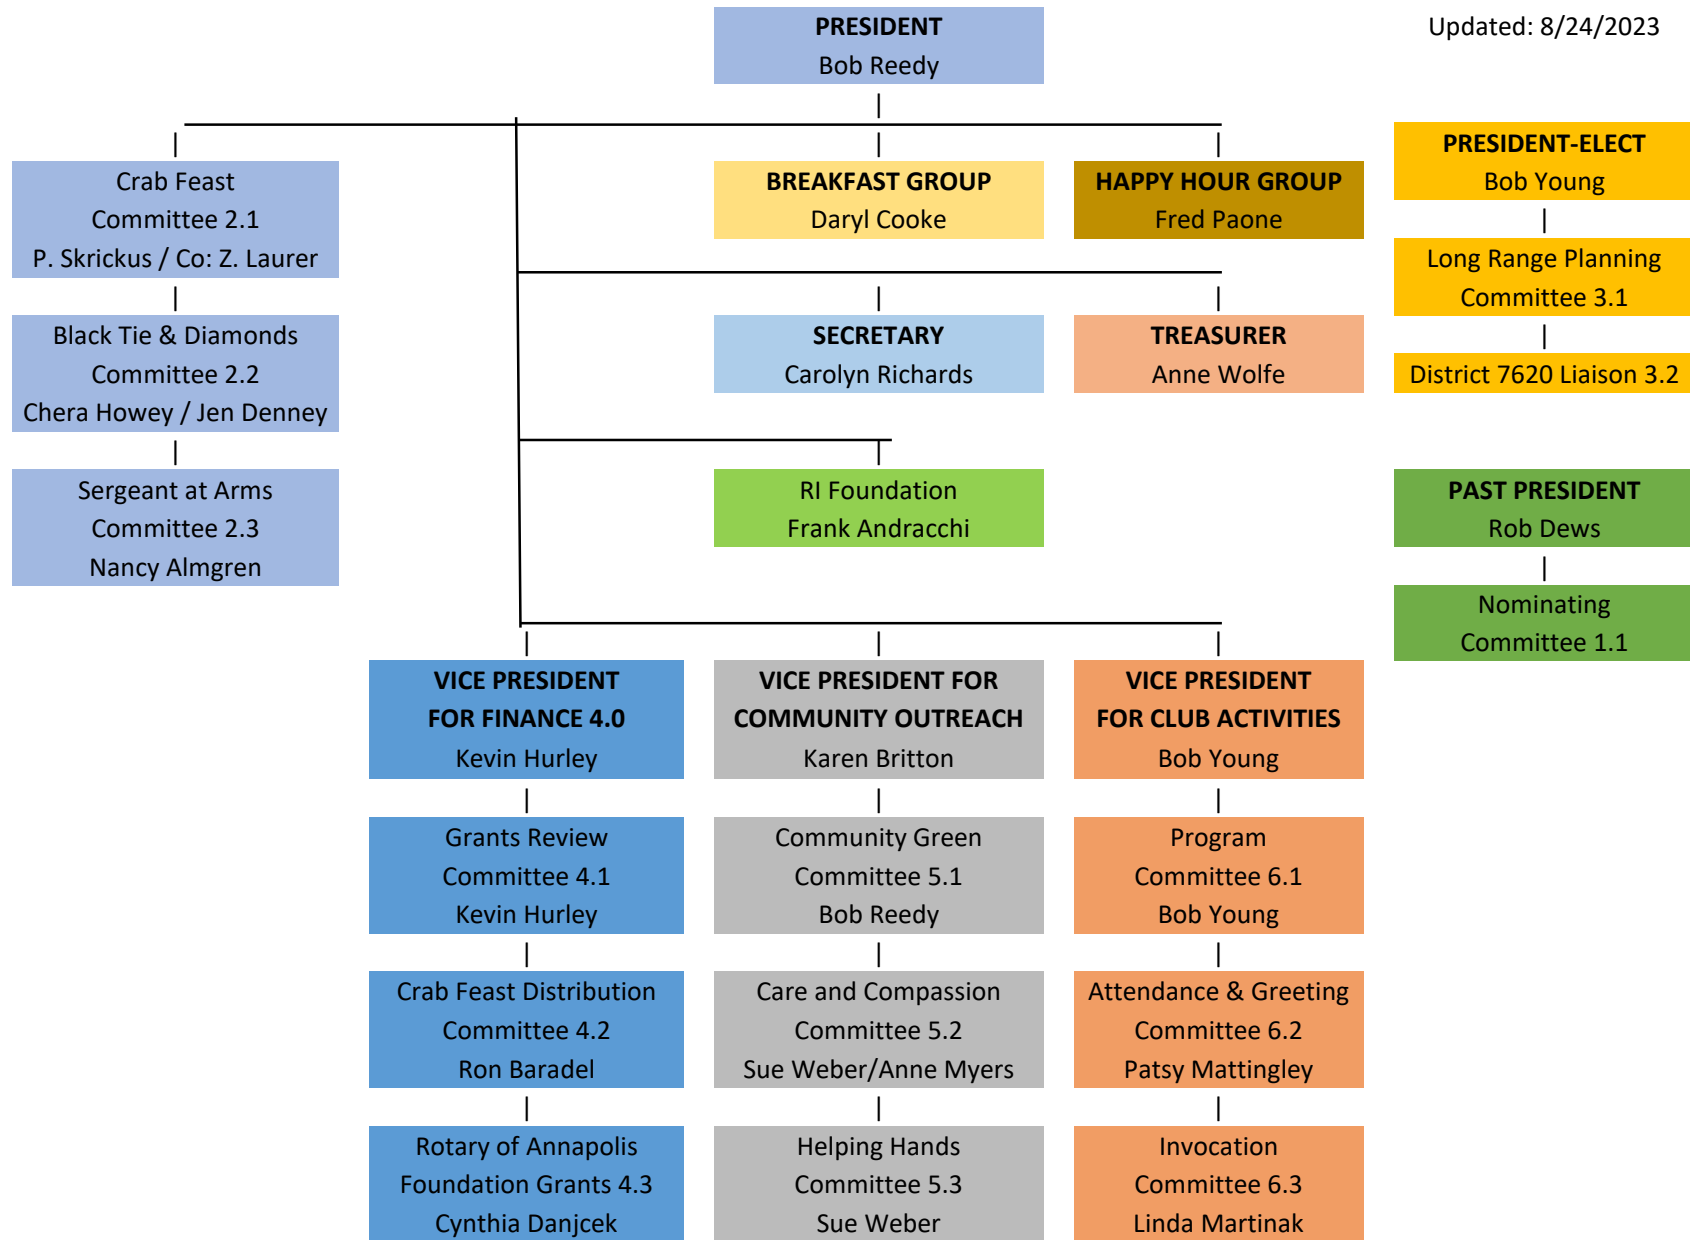 PRESIDENT
Bob Reedy
Updated: 8/24/2023
Crab Feast
Committee 2.1
P. Skrickus / Co: Z. Laurer
BREAKFAST GROUP
Daryl Cooke
HAPPY HOUR GROUP
Fred Paone
PRESIDENT-ELECT
Bob Young
Long Range Planning
Committee 3.1
District 7620 Liaison 3.2
Black Tie & Diamonds
Committee 2.2
Chera Howey / Jen Denney
SECRETARY
Carolyn Richards
TREASURER
Anne Wolfe
Sergeant at Arms
Committee 2.3
Nancy Almgren
RI Foundation
Frank Andracchi
PAST PRESIDENT
Rob Dews
Nominating
Committee 1.1
VICE PRESIDENT
FOR FINANCE 4.0
Kevin Hurley
VICE PRESIDENT FOR
COMMUNITY OUTREACH
Karen Britton
VICE PRESIDENT
FOR CLUB ACTIVITIES
Bob Young
Grants Review
Committee 4.1
Kevin Hurley
Community Green
Committee 5.1
Bob Reedy
Program
Committee 6.1
Bob Young
Crab Feast Distribution
Committee 4.2
Ron Baradel
Care and Compassion
Committee 5.2
Sue Weber/Anne Myers
Attendance & Greeting
Committee 6.2
Patsy Mattingley
Rotary of Annapolis
Foundation Grants 4.3
Cynthia Danjcek
Helping Hands
Committee 5.3
Sue Weber
Invocation
Committee 6.3
Linda Martinak